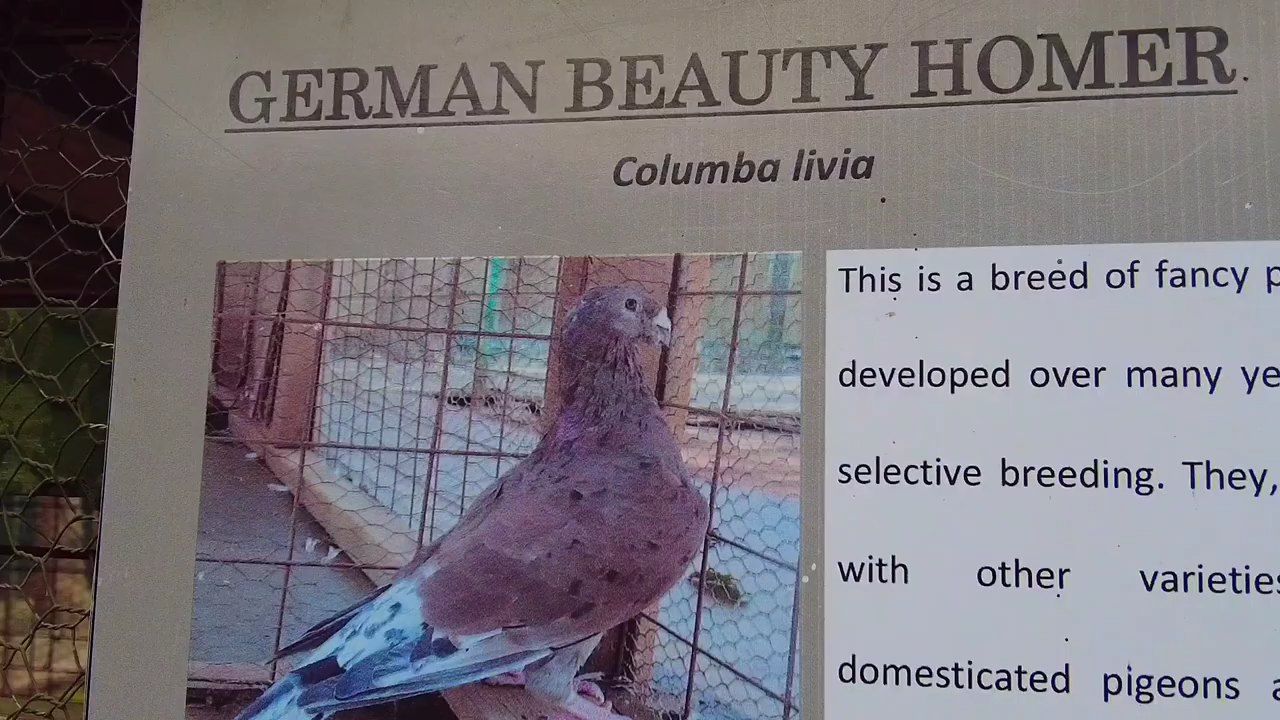 GERMAN BEAUTY HOMER.
Columba livia
This is a breed of fancy
developed over many
selective breeding. They,
with other
domesticated pigeons